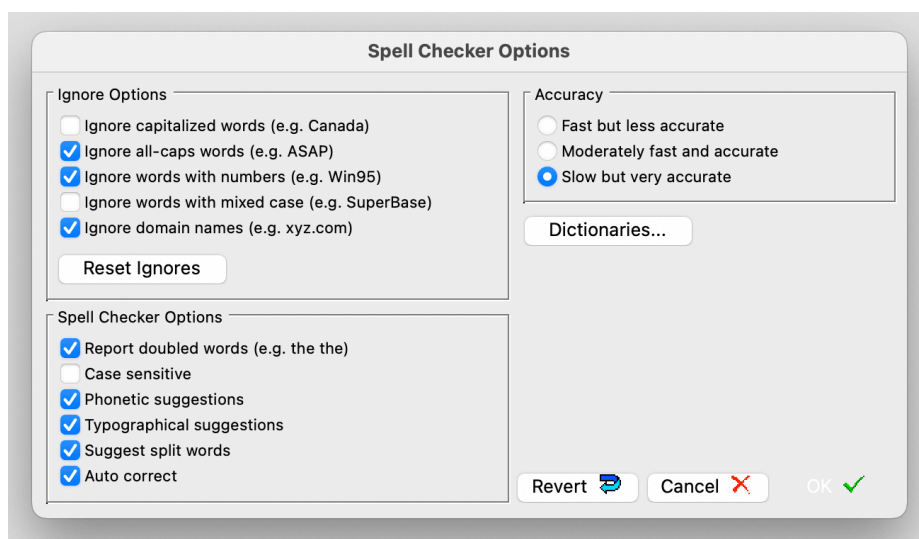 Spell Checker Options
Ignore Options
Ignore capitalized words (e.g. Canada)
Ignore all-caps words (e.g. ASAP)
Ignore words with numbers (e.g. Win95)
Ignore words with mixed case (e.g. SuperBase)
Ignore domain names (e.g. xyz.com)
Reset Ignores
Spell Checker Options
Report doubled words (e.g. the the)
Case sensitive
Phonetic suggestions
Typographical suggestions
Suggest split words
Auto correct
Accuracy
Fast but less accurate
Moderately fast and accurate
Slow but very accurate
Dictionaries...
Revert
Cancel
OK